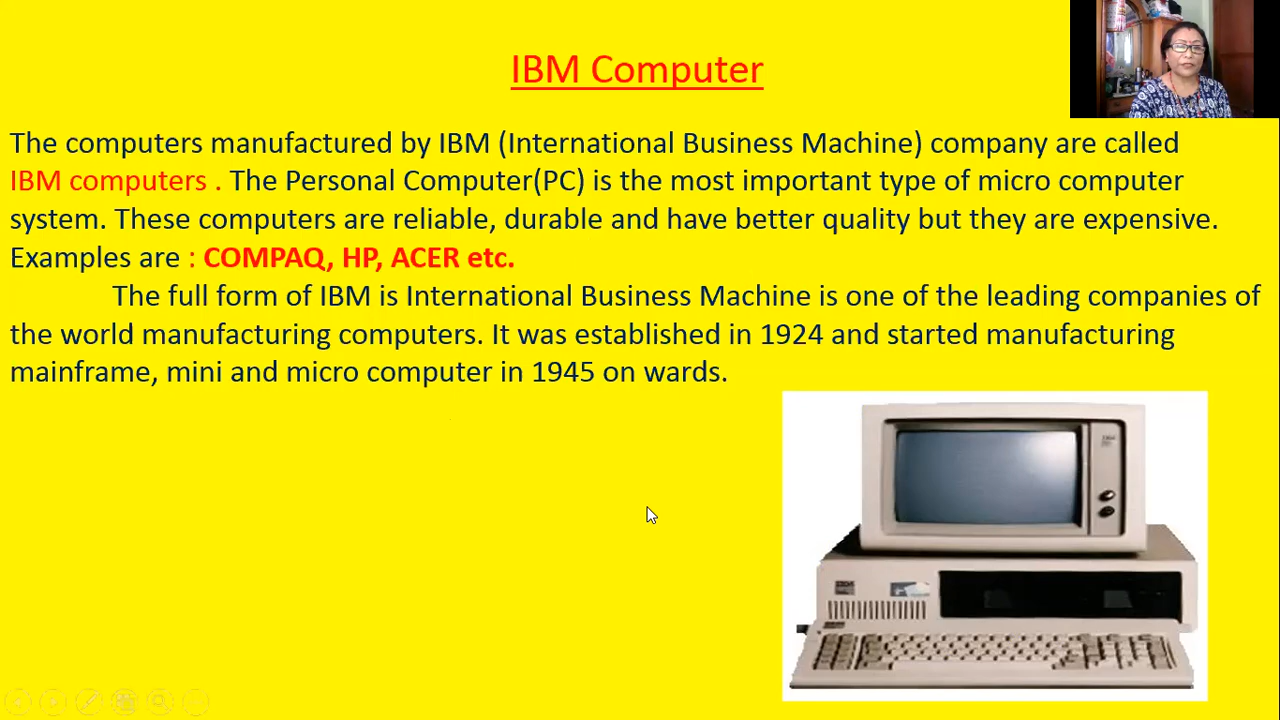 IBM Computer
The computers manufactured by IBM (International Business Machine) company are called
IBM computers . The Personal Computer(PC) is the most important type of micro computer
system. These computers are reliable, durable and have better quality but they are expensive.
Examples are : COMPAQ, HP, ACER etc.
The full form of IBM is International Business Machine is one of the leading companies of
the world manufacturing computers. It was established in 1924 and started manufacturing
mainframe, mini and micro computer in 1945 on wards.